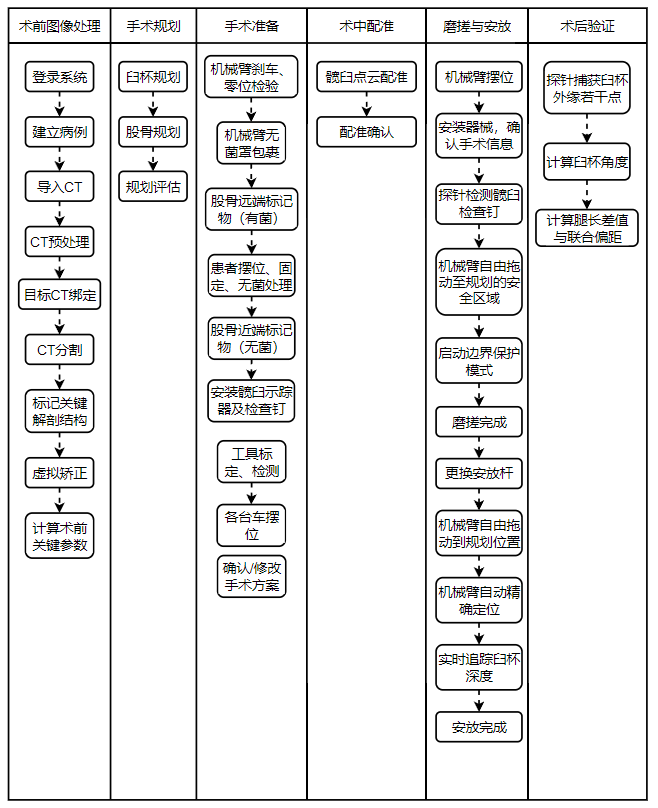 术前图像处理
登录系统
建立病例
导入CT
CT预处理
目标CT绑定
CT分割
标记关键
解剖结构
虚拟矫正
计算术前
关键参数
手术规划
臼杯规划
股骨规划
规划评估
手术准备
机械臂刹车、
零位检验
机械臂无
菌罩包裹
股骨远端标记
物（有菌）
患者摆位、固
定、无菌处理
股骨近端标记
物（无菌）
安装髋臼示踪
器及检查钉
工具标
定、检测
各台车摆
位
确认/修改
手术方案
术中配准
髋臼点云配准
配准确认
磨搓与安放
机械臂摆位
安装器械，确
认手术信息
探针检测髋臼
检查钉
机械臂自由拖
动至规划的安
全区域
启动边界保护
模式
磨搓完成
更换安放杆
机械臂自由拖
动到规划位置
机械臂自动精
确定位
实时追踪臼杯
深度
安放完成
术后验证
探针捕获臼杯
外缘若干点
计算臼杯角度
计算腿长差值
与联合偏距